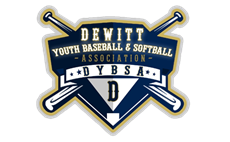 DEWITT
YOUTH BASEBALL & SOFTBALL
-ASSOCIATION-
DYBSA
D